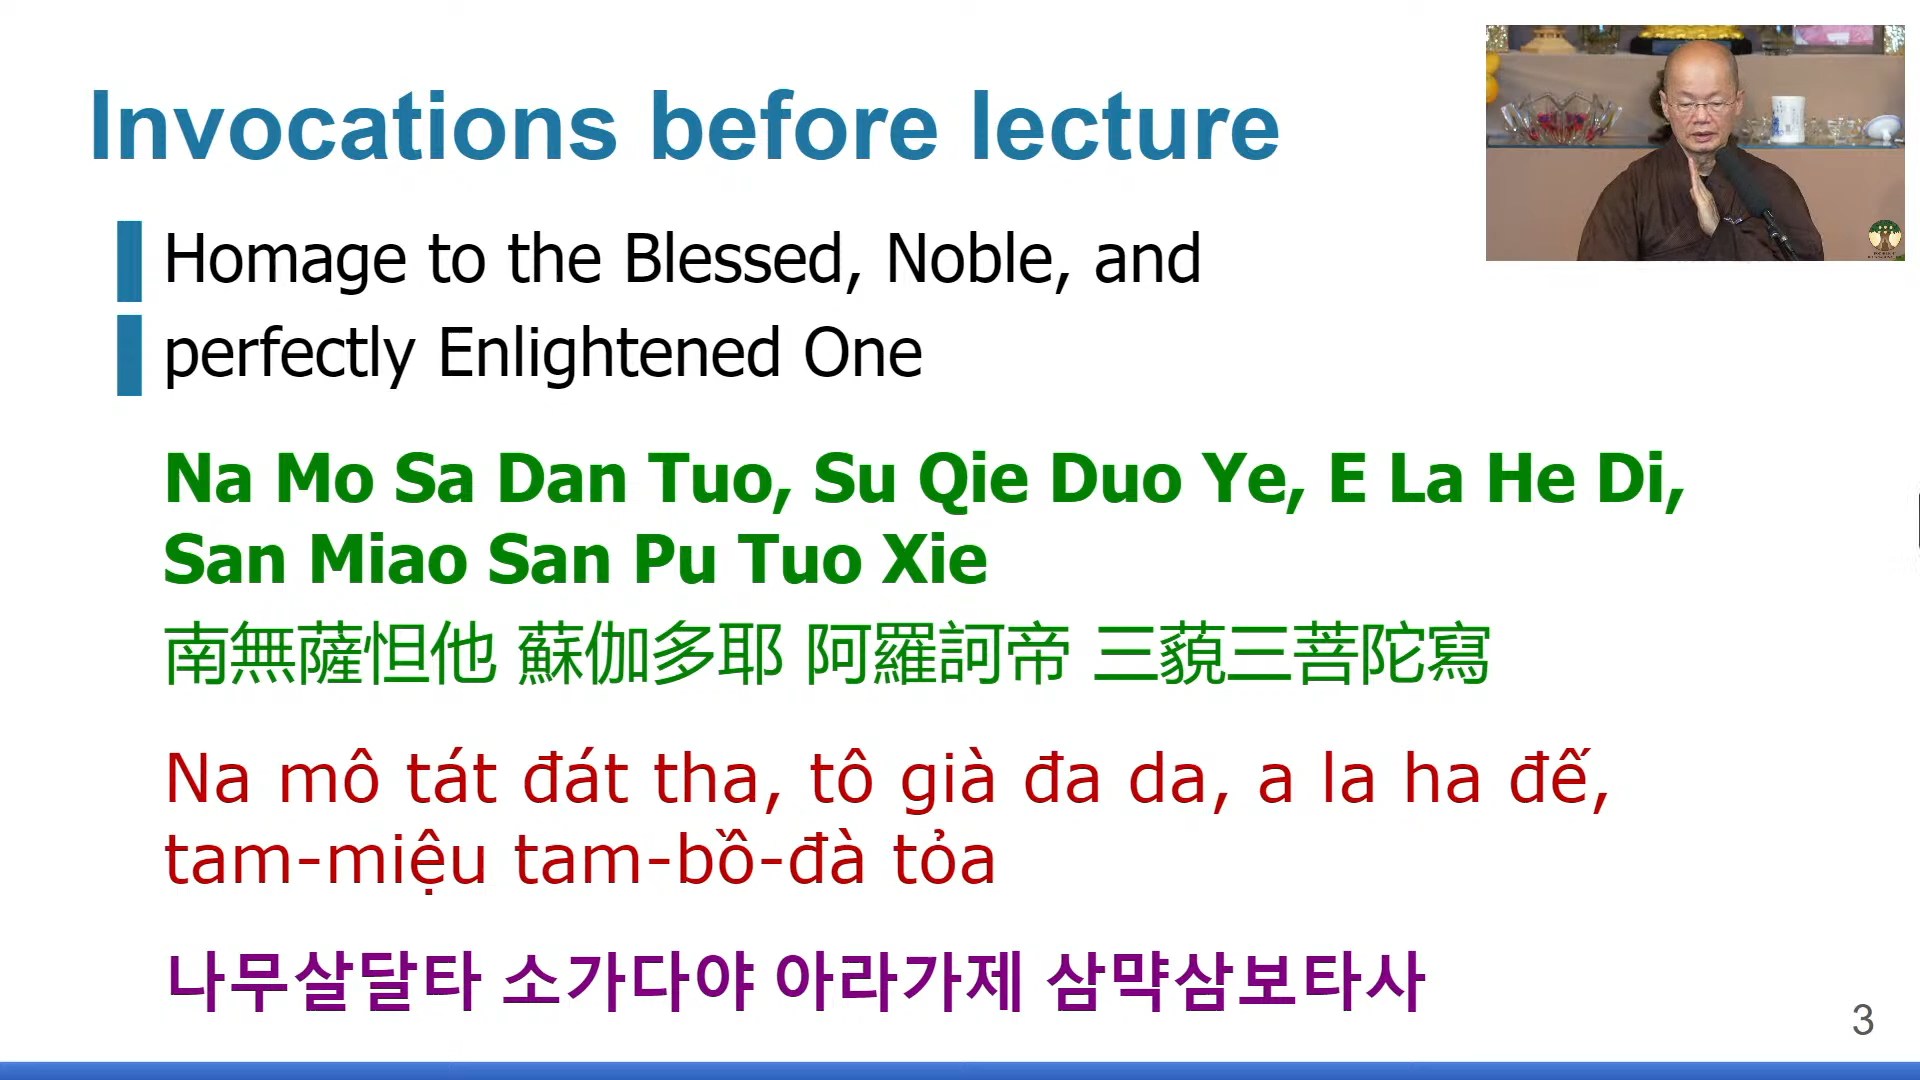 Invocations before lecture
Homage to the Blessed, Noble, and
perfectly Enlightened One
Na Mo Sa Dan Tuo, Su Qie Duo Ye, E La He Di,
San Miao San Pu Tuo Xie
南無薩怛他 蘇伽多耶 阿羅訶帝 三藐三菩陀寫
Na mô tát đát tha, tô già đa da, a la ha đế,
tam-miệu tam-bồ-đà tỏa
나무살달타 소가다야 아라가제 삼먁삼보타사
3